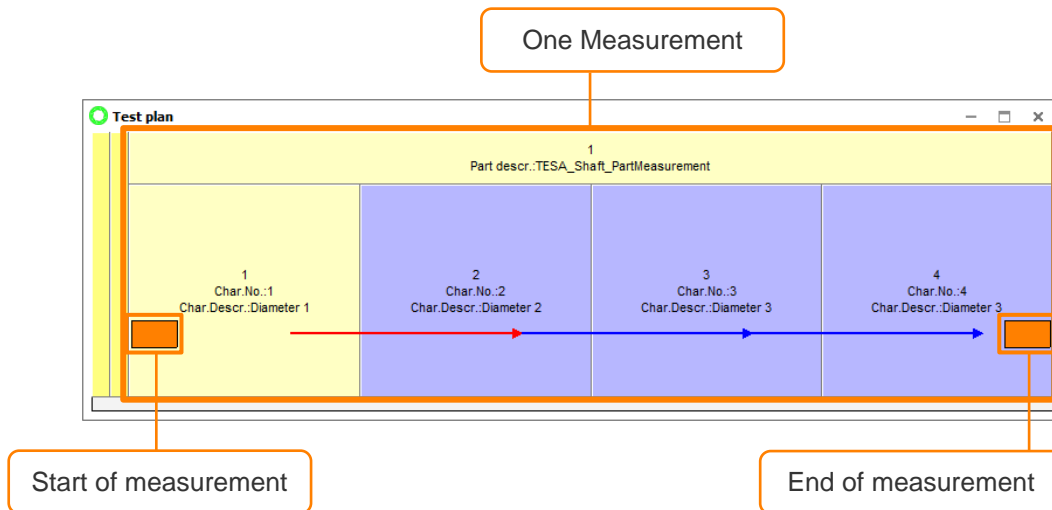 One Measurement
Test plan
1
Part descr.:TESA_Shaft_PartMeasurement
1
Char.No.:1
Char.Descr.:Diameter 1
2
Char.No.:2
Char.Descr.:Diameter 2
3
Char.No.:3
Char.Descr.:Diameter 3
4
Char.No.:4
Char.Descr.:Diameter 3
Start of measurement
End of measurement